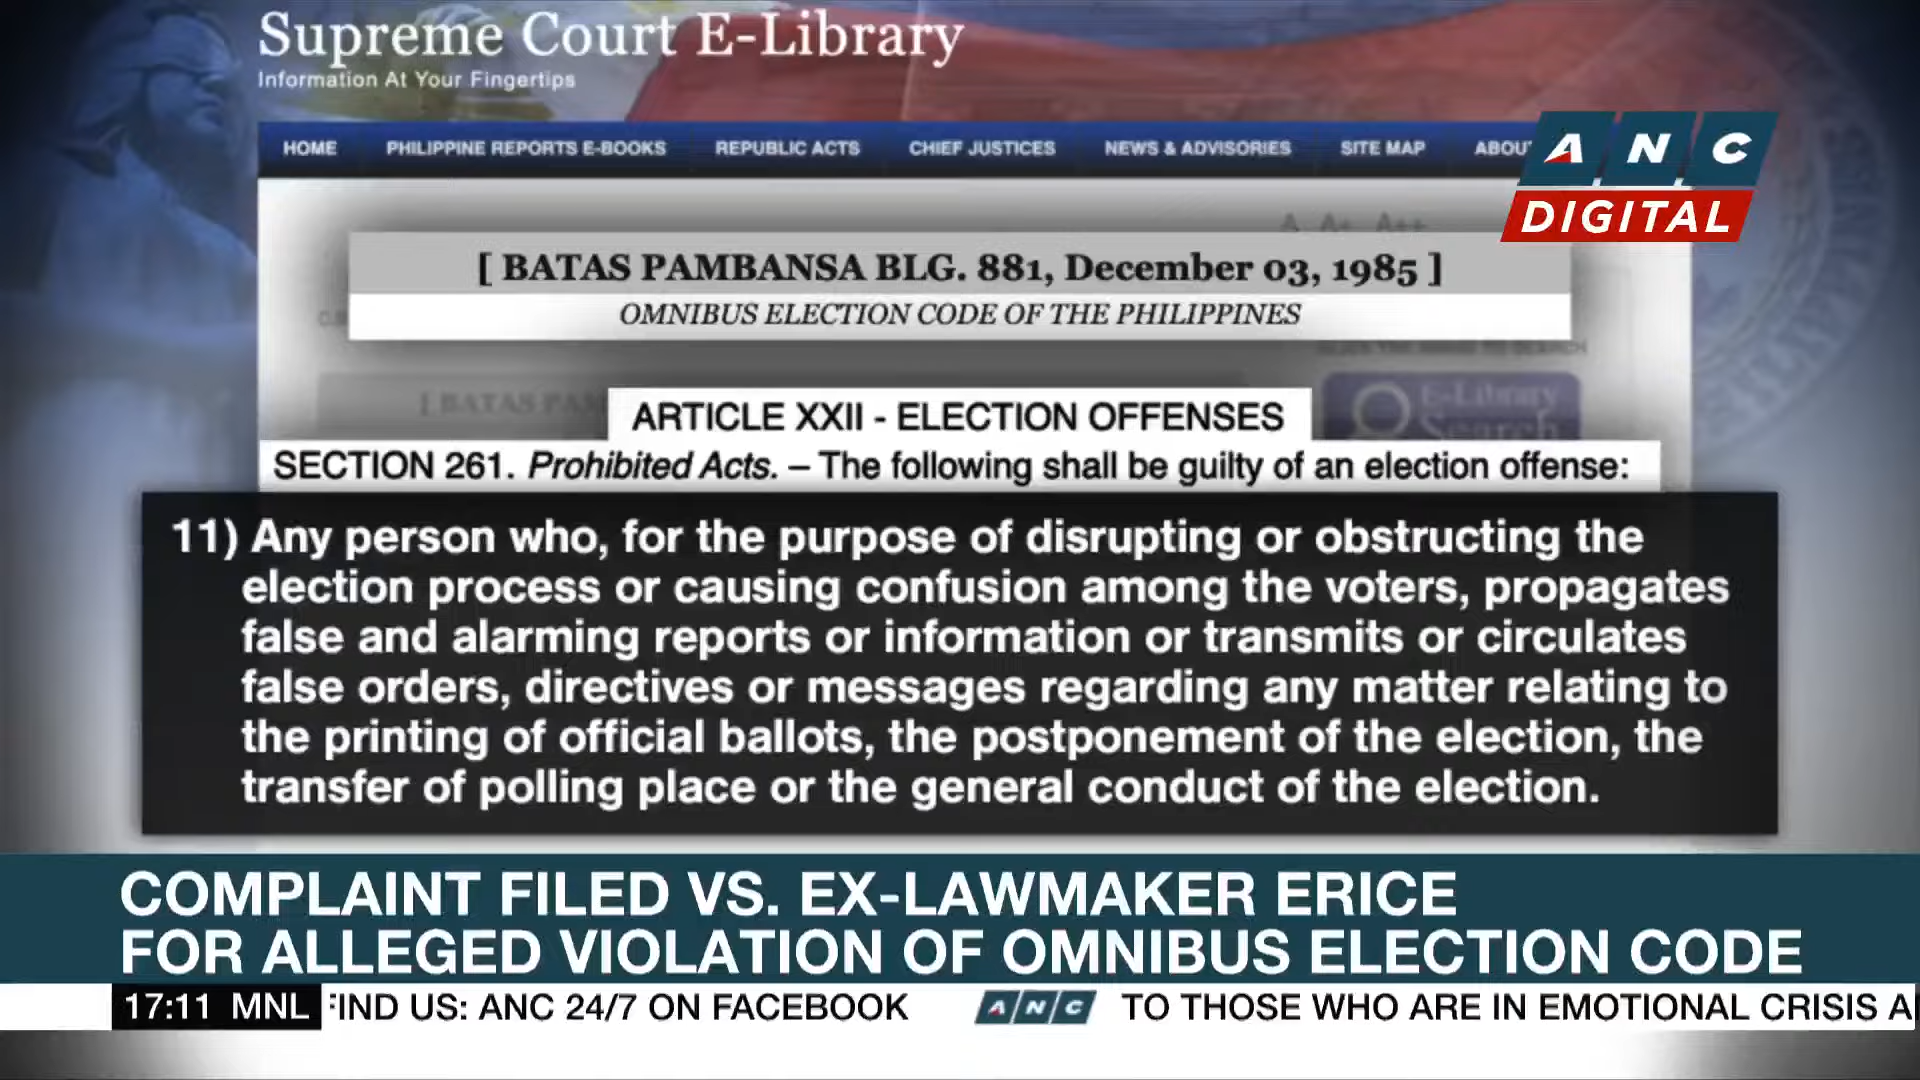 Supreme Court E-Library
Information At Your Fingertips
HOME PHILIPPINE REPORTS E-BOOKS REPUBLIC ACTS CHIEF JUSTICES NEWS & ADVISORIES SITE MAP ABOU
ANC
DIGITAL
A A+ A++
[ BATAS PAMBANSA BLG. 881, December 03, 1985 ]
OMNIBUS ELECTION CODE OF THE PHILIPPINES
[ BATAS PAM
E-Library
Search
ARTICLE XXII - ELECTION OFFENSES
SECTION 261. Prohibited Acts. – The following shall be guilty of an election offense:
11) Any person who, for the purpose of disrupting or obstructing the
election process or causing confusion among the voters, propagates
false and alarming reports or information or transmits or circulates
false orders, directives or messages regarding any matter relating to
the printing of official ballots, the postponement of the election, the
transfer of polling place or the general conduct of the election.
COMPLAINT FILED VS. EX-LAWMAKER ERICE
FOR ALLEGED VIOLATION OF OMNIBUS ELECTION CODE
17:11 MNL FIND US: ANC 24/7 ON FACEBOOK ANC TO THOSE WHO ARE IN EMOTIONAL CRISIS A